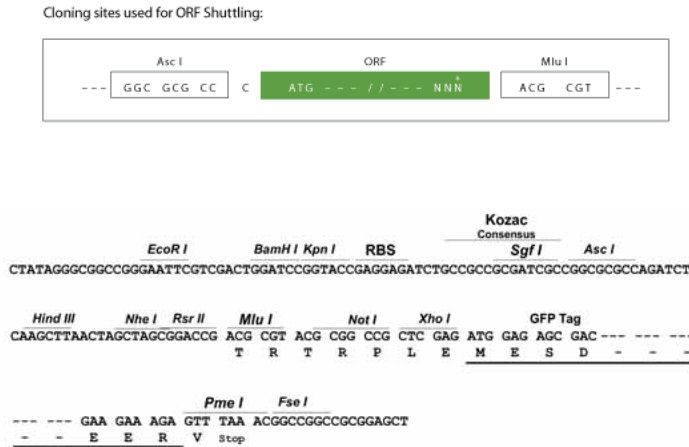 Cloning sites used for ORF Shuttling:
Asc I ORF Mlu I
--- GGC GCG CC C ATG --- // --- NNN* ACG CGT ---
Kozac
Consensus
EcoR I BamH I Kpn I RBS Sgf I Asc I
CTATAGGGCGGCCGGGAATTCGTCGACTGGATCCGGTACCGAGGAGATCTGCCGCCGCGATCGCCGGCGCGCCAGATCT
Hind III Nhe I Rsr II Mlu I Not I Xho I GFP Tag
CAAGCTTAACTAGCTAGCGGACCG ACG CGT ACG CGG CCG CTC GAG ATG GAG AGC GAC--- --- ---
T R T R P L E M E S D - - -
Pme I Fse I
--- --- GAA GAA AGA GTT TAA ACGGCCGGCCGCGGAGCT
- - E E R V Stop